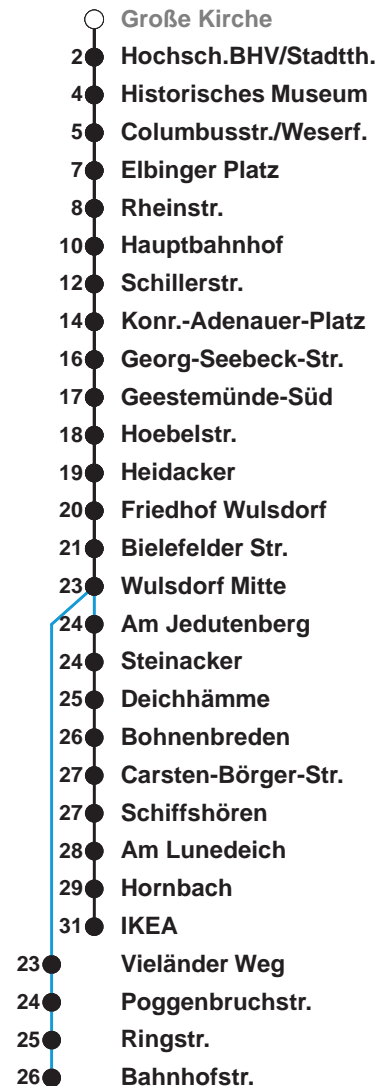 Große Kirche
2 Hochsch.BHV/Stadtth.
4 Historisches Museum
5 Columbusstr./Weserf.
7 Elbinger Platz
8 Rheinstr.
10 Hauptbahnhof
12 Schillerstr.
14 Konr.-Adenauer-Platz
16 Georg-Seebeck-Str.
17 Geestemünde-Süd
18 Hoebelstr.
19 Heidacker
20 Friedhof Wulsdorf
21 Bielefelder Str.
23 Wulsdorf Mitte
24 Am Jedutenberg
24 Steinacker
25 Deichhämme
26 Bohnenbreden
27 Carsten-Börger-Str.
27 Schiffshören
28 Am Lunedeich
29 Hornbach
31 IKEA
23 Vieländer Weg
24 Poggenbruchstr.
25 Ringstr.
26 Bahnhofstr.